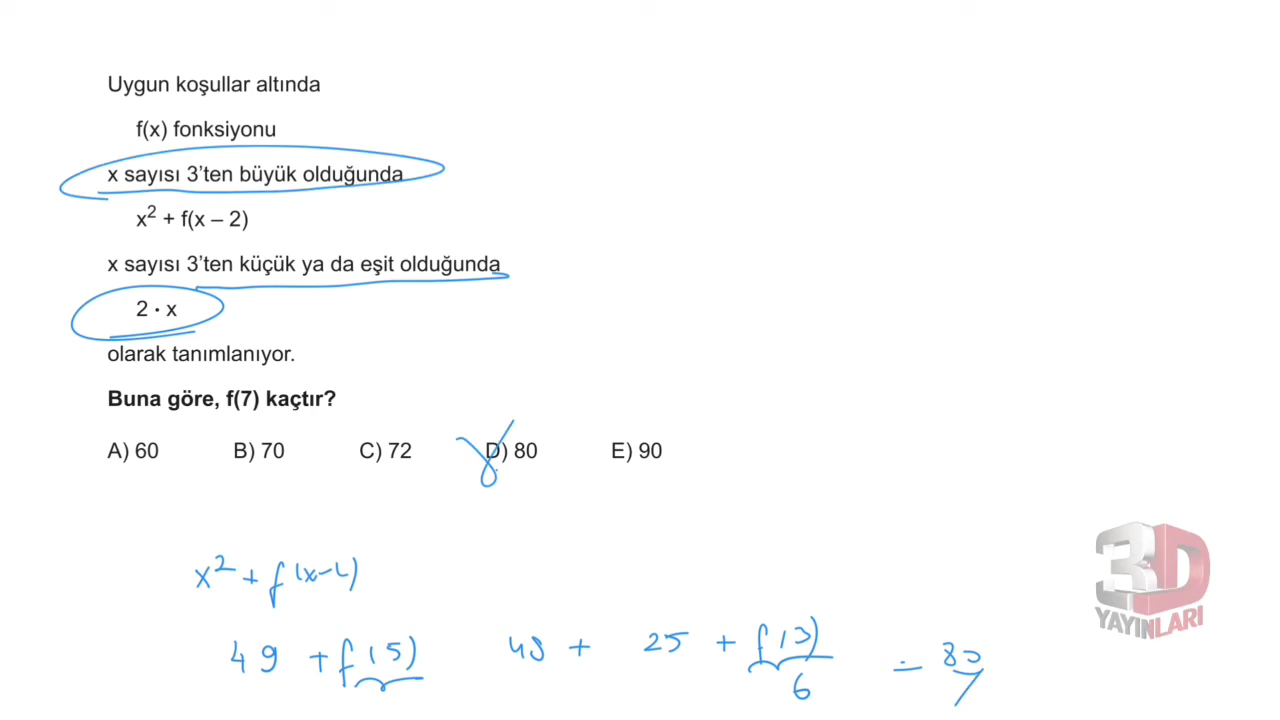 Uygun koşullar altında
f(x) fonksiyonu
x sayısı 3’ten büyük olduğunda
x² + f(x – 2)
x sayısı 3’ten küçük ya da eşit olduğunda
2 · x
olarak tanımlanıyor.
Buna göre, f(7) kaçtır?
A) 60 B) 70 C) 72 D) 80 E) 90
x² + f(x-2)
49 + f(5) 49 + 25 + f(3) = 80
6
3D
YAYINLARI